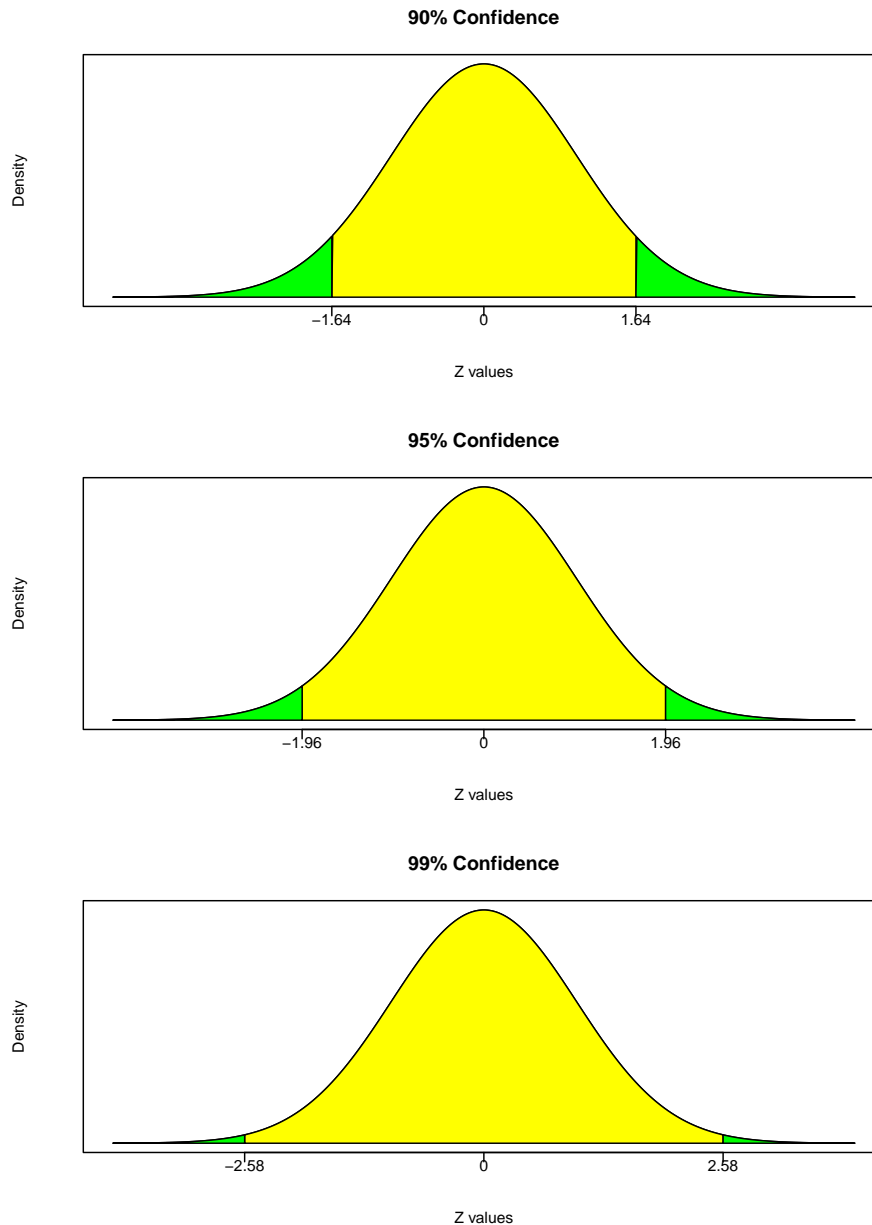 90% Confidence
Density
−1.64 0 1.64
Z values
95% Confidence
Density
−1.96 0 1.96
Z values
99% Confidence
Density
−2.58 0 2.58
Z values